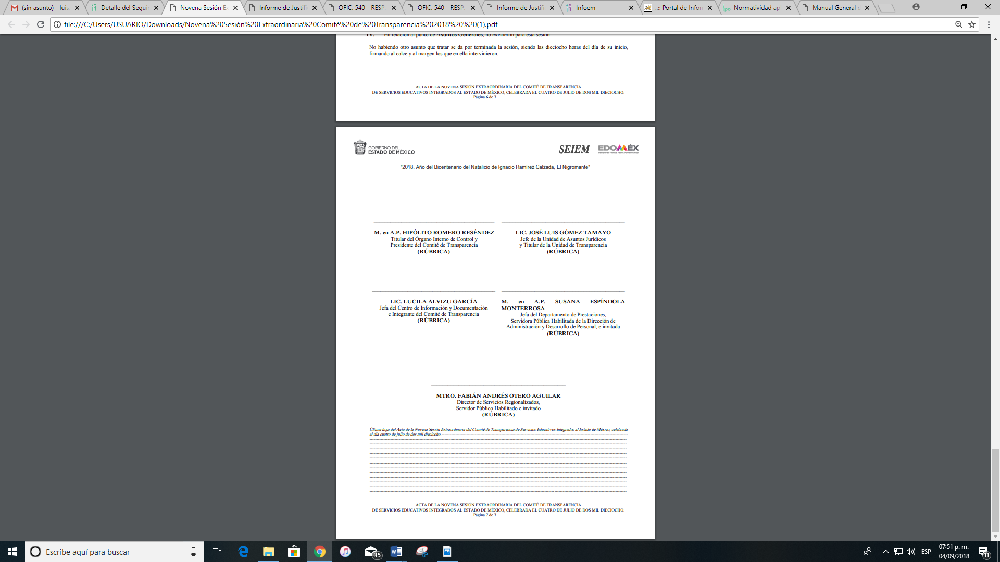 (sin asunto) - luis
Detalle del Seguir
Novena Sesión Ex
Informe de Justifi
OFIC. 540 - RESP.
OFIC. 540 - RESP.
Informe de Justifi
Infoem
..:: Portal de Infor
Normatividad apl
Manual General d
file:///C:/Users/USUARIO/Downloads/Novena%20Sesión%20Extraordinaria%20Comité%20de%20Transparencia%202018%20%20(1).pdf
IV. En relación al punto de Asuntos Generales, no existieron para esta sesión.
No habiendo otro asunto que tratar se da por terminada la sesión, siendo las dieciocho horas del día de su inicio,
firmando al calce y al margen los que en ella intervinieron.
ACTA DE LA NOVENA SESIÓN EXTRAORDINARIA DEL COMITÉ DE TRANSPARENCIA
DE SERVICIOS EDUCATIVOS INTEGRADOS AL ESTADO DE MÉXICO, CELEBRADA EL CUATRO DE JULIO DE DOS MIL DIECIOCHO.
Página 6 de 7
GOBIERNO DEL
ESTADO DE MÉXICO
SEIEM
EDOMÉX
"2018. Año del Bicentenario del Natalicio de Ignacio Ramírez Calzada, El Nigromante"
M. en A.P. HIPÓLITO ROMERO RESÉNDEZ
Titular del Órgano Interno de Control y
Presidente del Comité de Transparencia
(RÚBRICA)
LIC. JOSÉ LUIS GÓMEZ TAMAYO
Jefe de la Unidad de Asuntos Jurídicos
y Titular de la Unidad de Transparencia
(RÚBRICA)
LIC. LUCILA ALVIZU GARCÍA
Jefa del Centro de Información y Documentación
e Integrante del Comité de Transparencia
(RÚBRICA)
M. en A.P. SUSANA ESPÍNDOLA
MONTERROSA
Jefa del Departamento de Prestaciones,
Servidora Pública Habilitada de la Dirección de
Administración y Desarrollo de Personal, e invitada
(RÚBRICA)
MTRO. FABIÁN ANDRÉS OTERO AGUILAR
Director de Servicios Regionalizados,
Servidor Público Habilitado e invitado
(RÚBRICA)
Última hoja del Acta de la Novena Sesión Extraordinaria del Comité de Transparencia de Servicios Educativos Integrados al Estado de México, celebrada
el día cuatro de julio de dos mil dieciocho.
ACTA DE LA NOVENA SESIÓN EXTRAORDINARIA DEL COMITÉ DE TRANSPARENCIA
DE SERVICIOS EDUCATIVOS INTEGRADOS AL ESTADO DE MÉXICO, CELEBRADA EL CUATRO DE JULIO DE DOS MIL DIECIOCHO.
Página 7 de 7
Escribe aquí para buscar
35
ESP
07:51 p. m.
04/09/2018
11